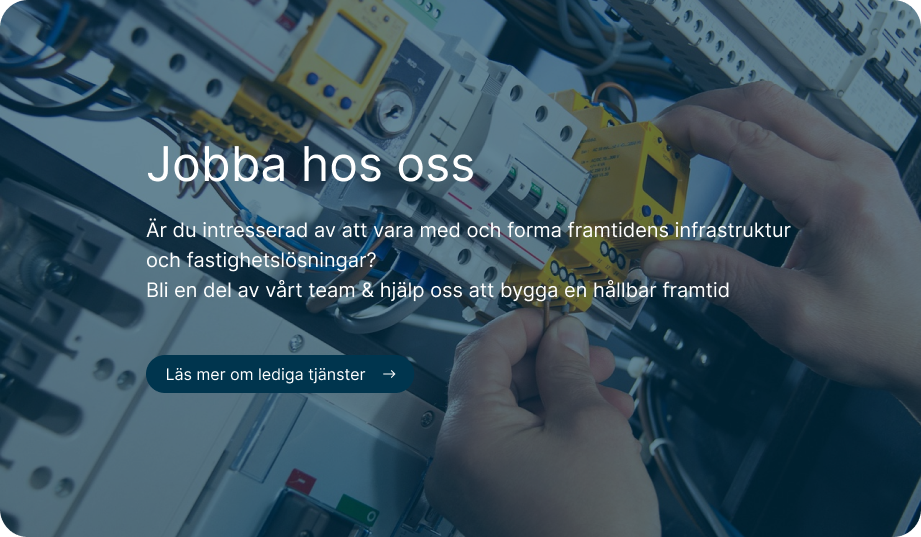 Jobba hos oss
Är du intresserad av att vara med och forma framtidens infrastruktur
och fastighetslösningar?
Bli en del av vårt team & hjälp oss att bygga en hållbar framtid
Läs mer om lediga tjänster →